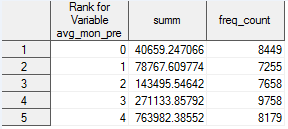 Rank for Variable avg_mon_pre summ freq_count
1 0 40659.247066 8449
2 1 78767.609774 7255
3 2 143495.54642 7658
4 3 271133.85792 9758
5 4 763982.38552 8179